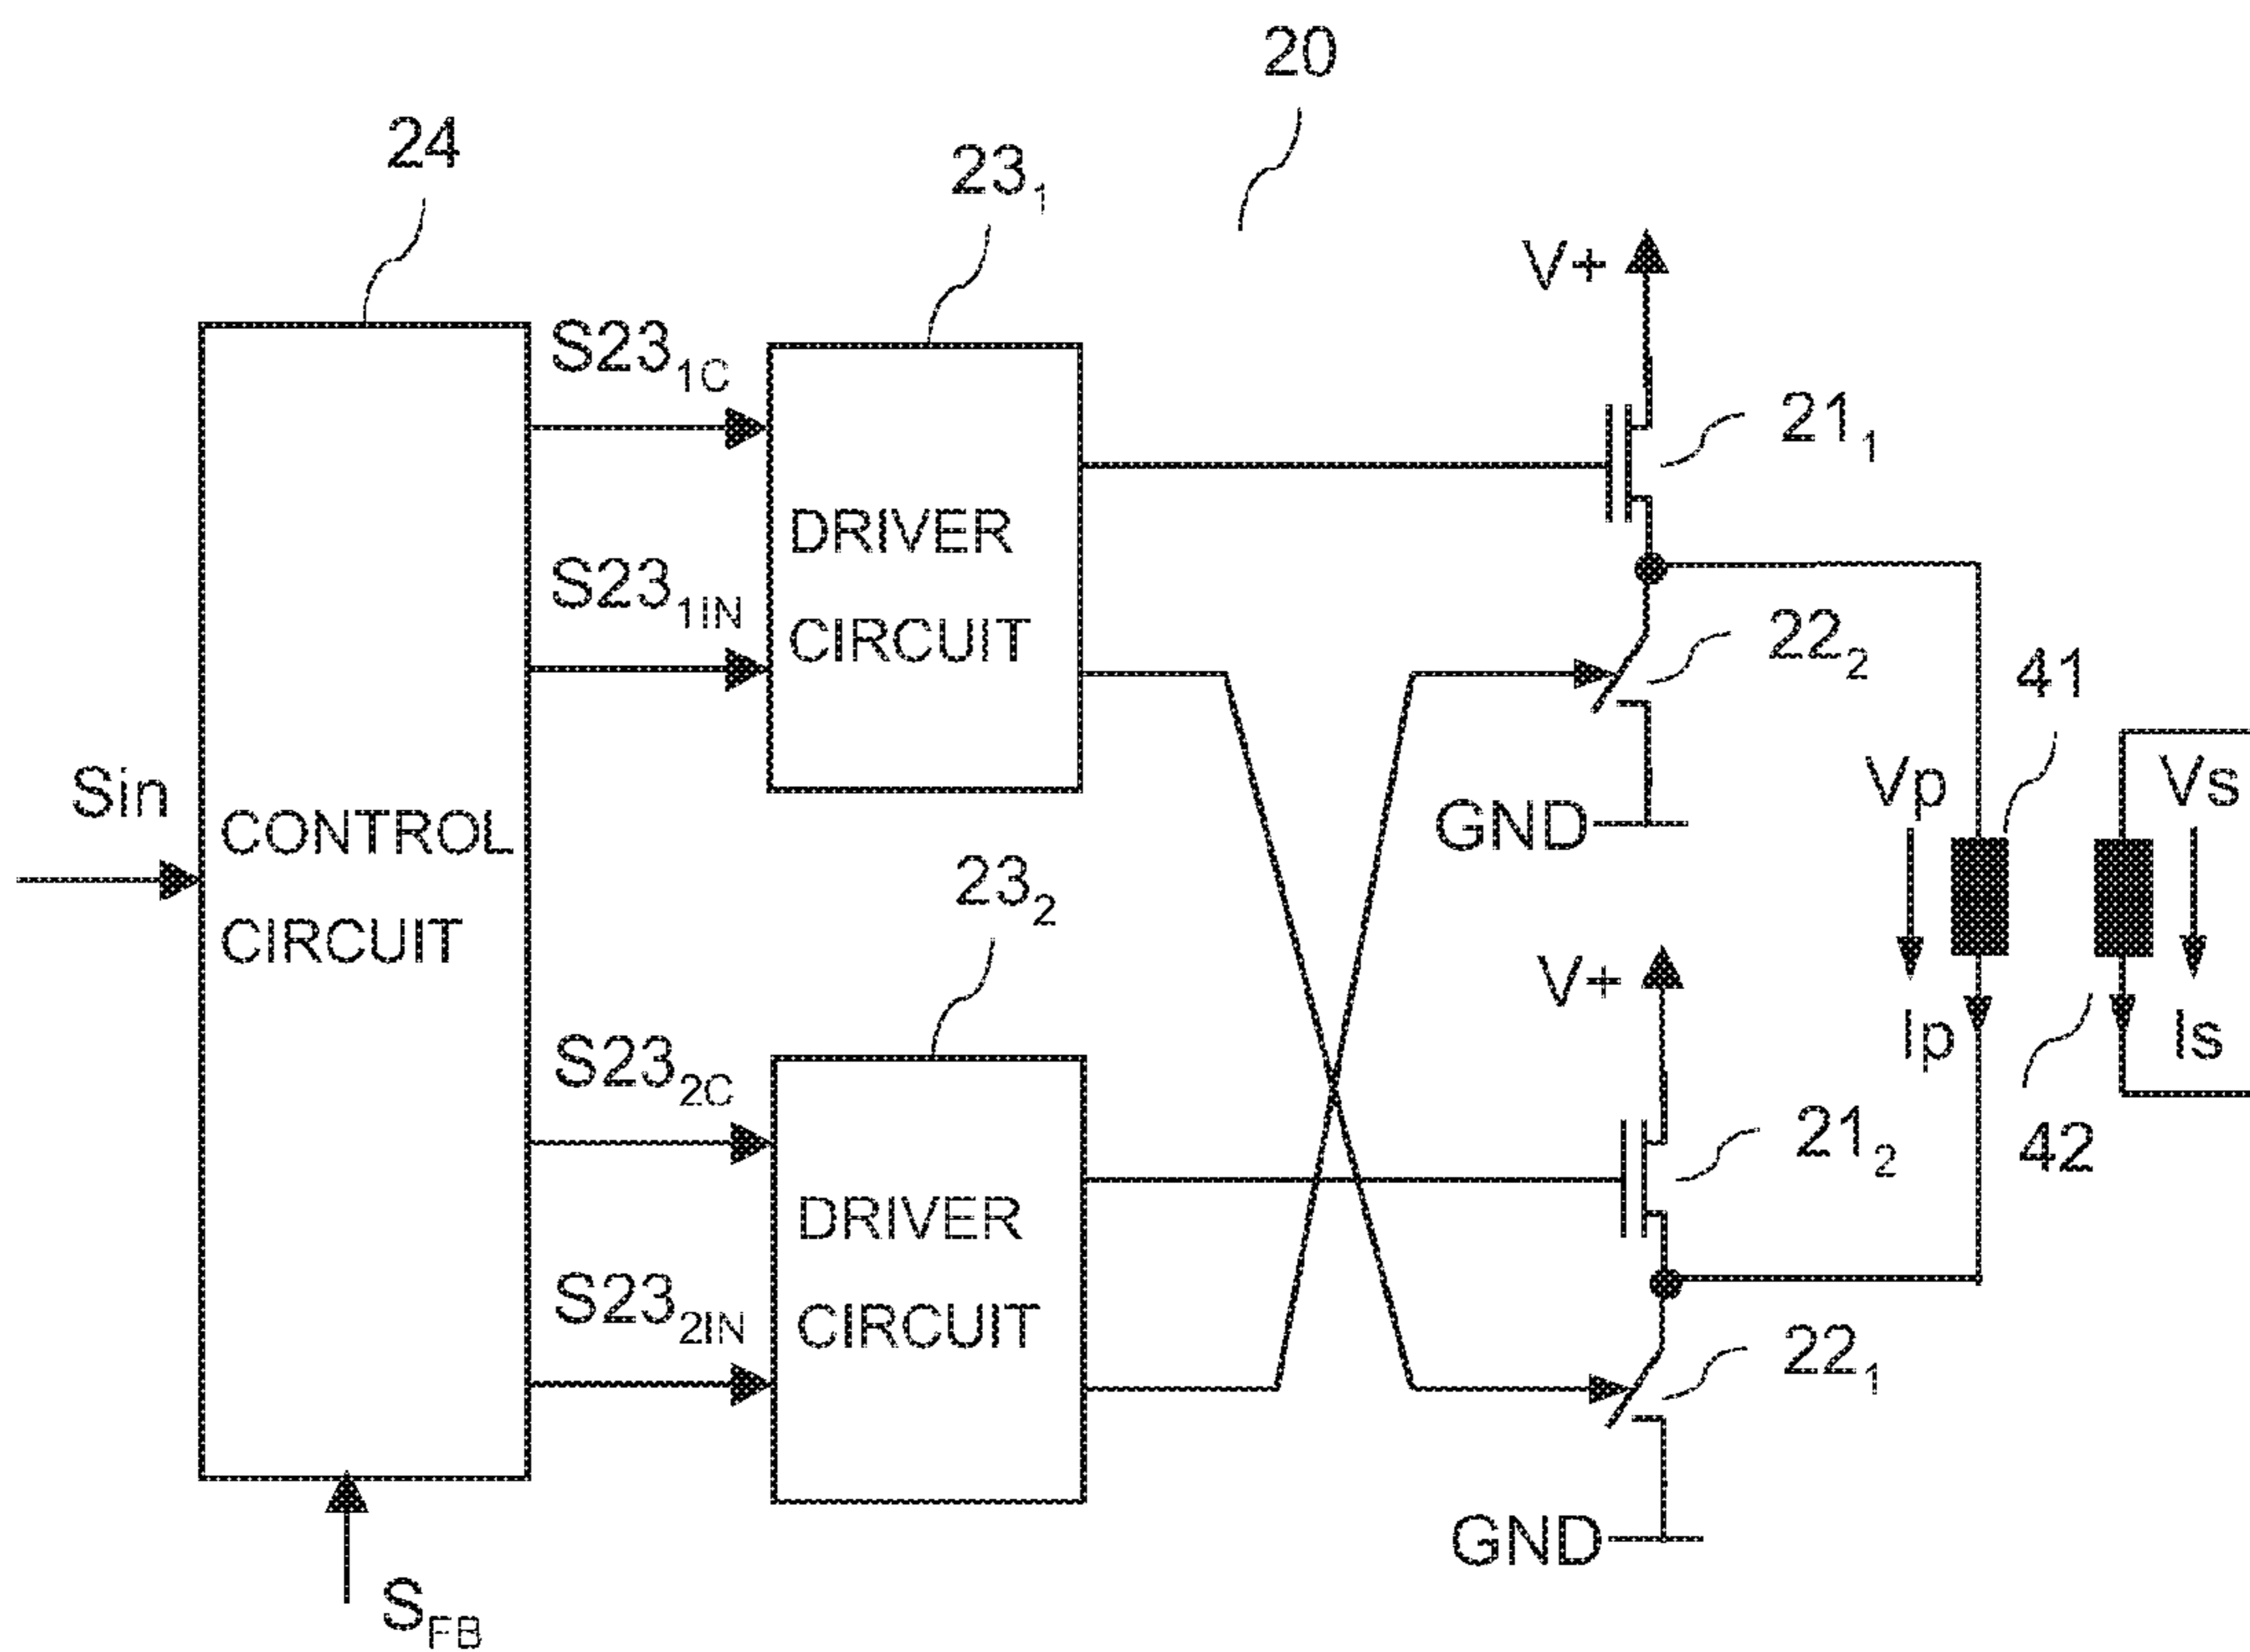 20
24
23₁
V+
S23₁C
21₁
DRIVER
CIRCUIT
S23₁IN
22₂
41
Sin
Vp
Vs
CONTROL
CIRCUIT
GND
23₂
V+
Ip
Is
S23₂C
21₂
42
DRIVER
CIRCUIT
S23₂IN
22₁
GND
S_FB